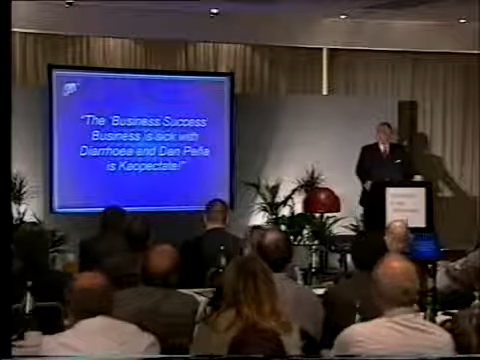 "The 'Business Success'
Business is sick with
Diarrhoea and Dan Peña
is Kaopectate!"